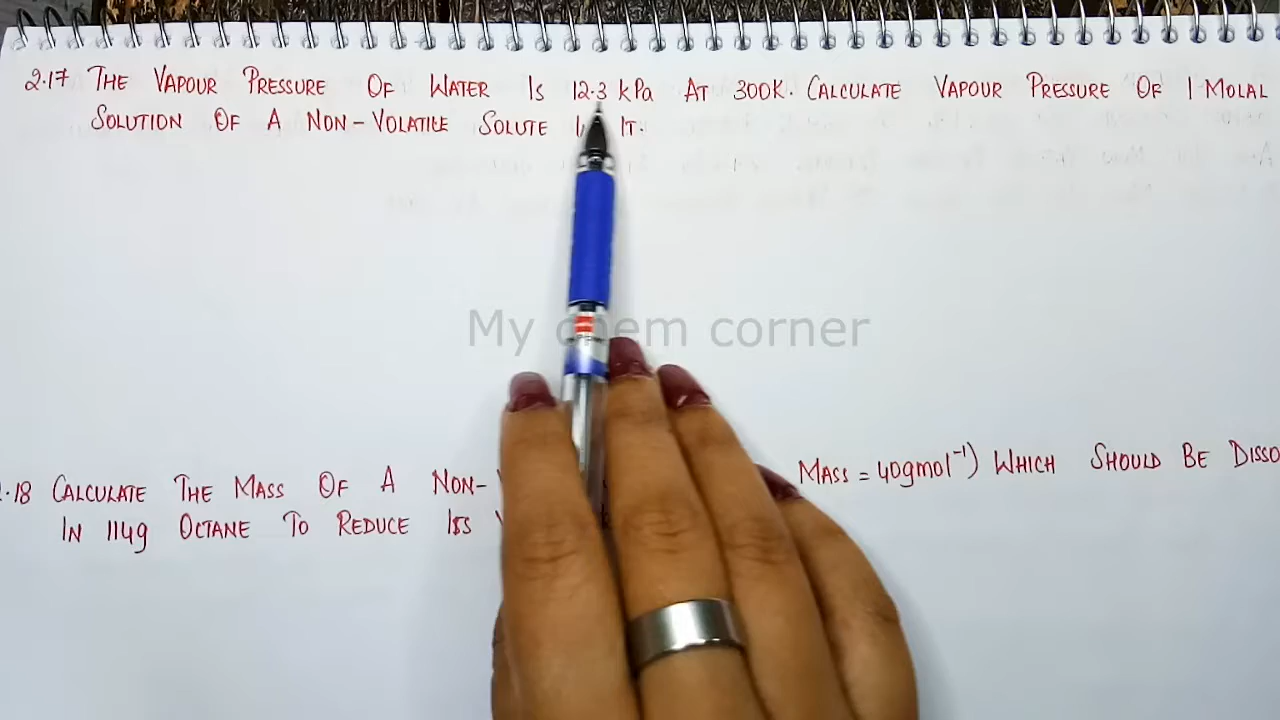 2.17 THE VAPOUR PRESSURE OF WATER IS 12.3 kPa AT 300K. CALCULATE VAPOUR PRESSURE OF 1 MOLAL
SOLUTION OF A NON-VOLATILE SOLUTE IT.
My chem corner
.18 CALCULATE THE MASS OF A NON- MASS = 40gmol⁻¹) WHICH SHOULD BE DISSO
IN 114g OCTANE TO REDUCE ITS